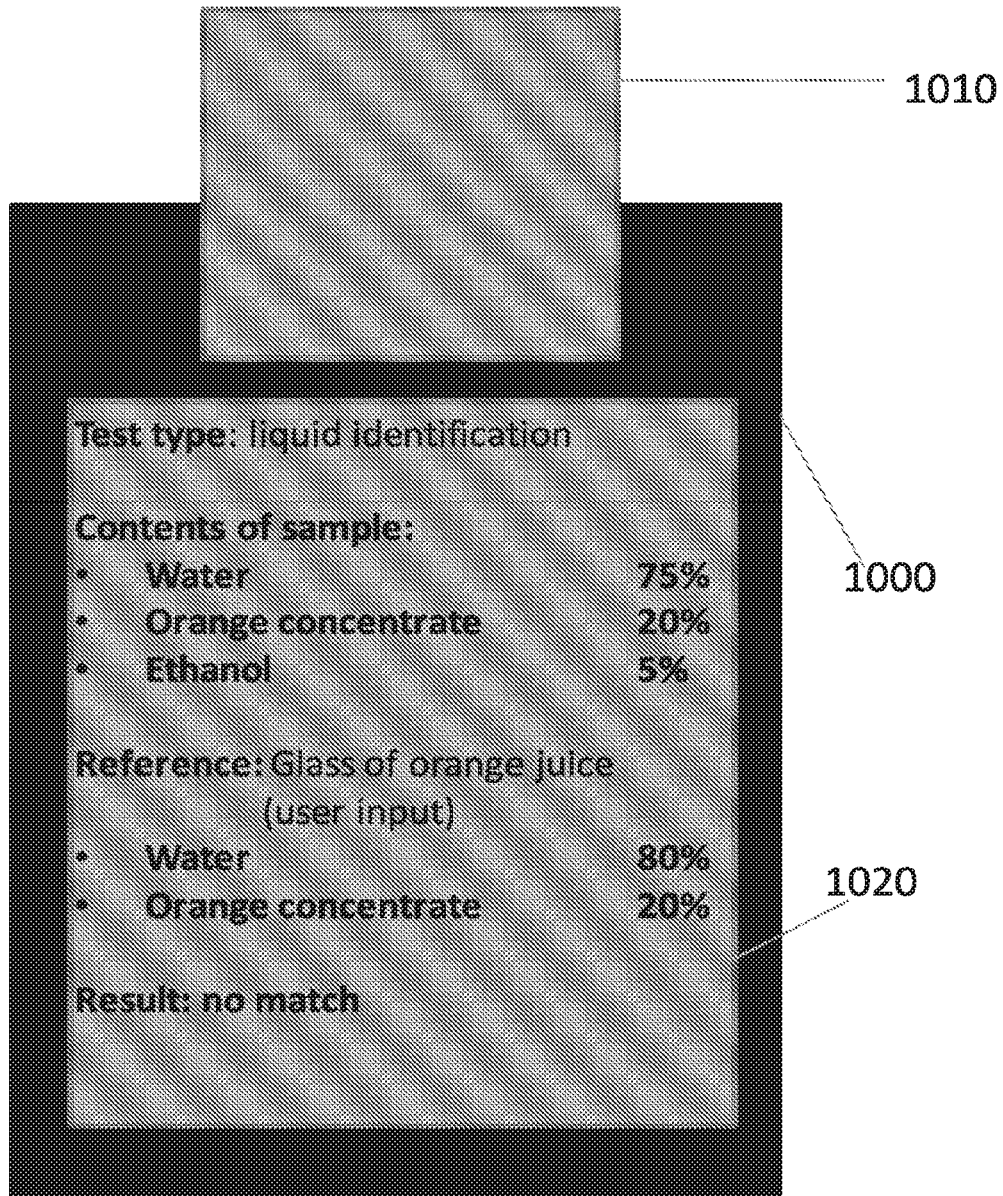 1010
Test type: liquid identification
Contents of sample:
• Water 75%
1000
• Orange concentrate 20%
• Ethanol 5%
Reference: Glass of orange juice
(user input)
• Water 80%
1020
• Orange concentrate 20%
Result: no match